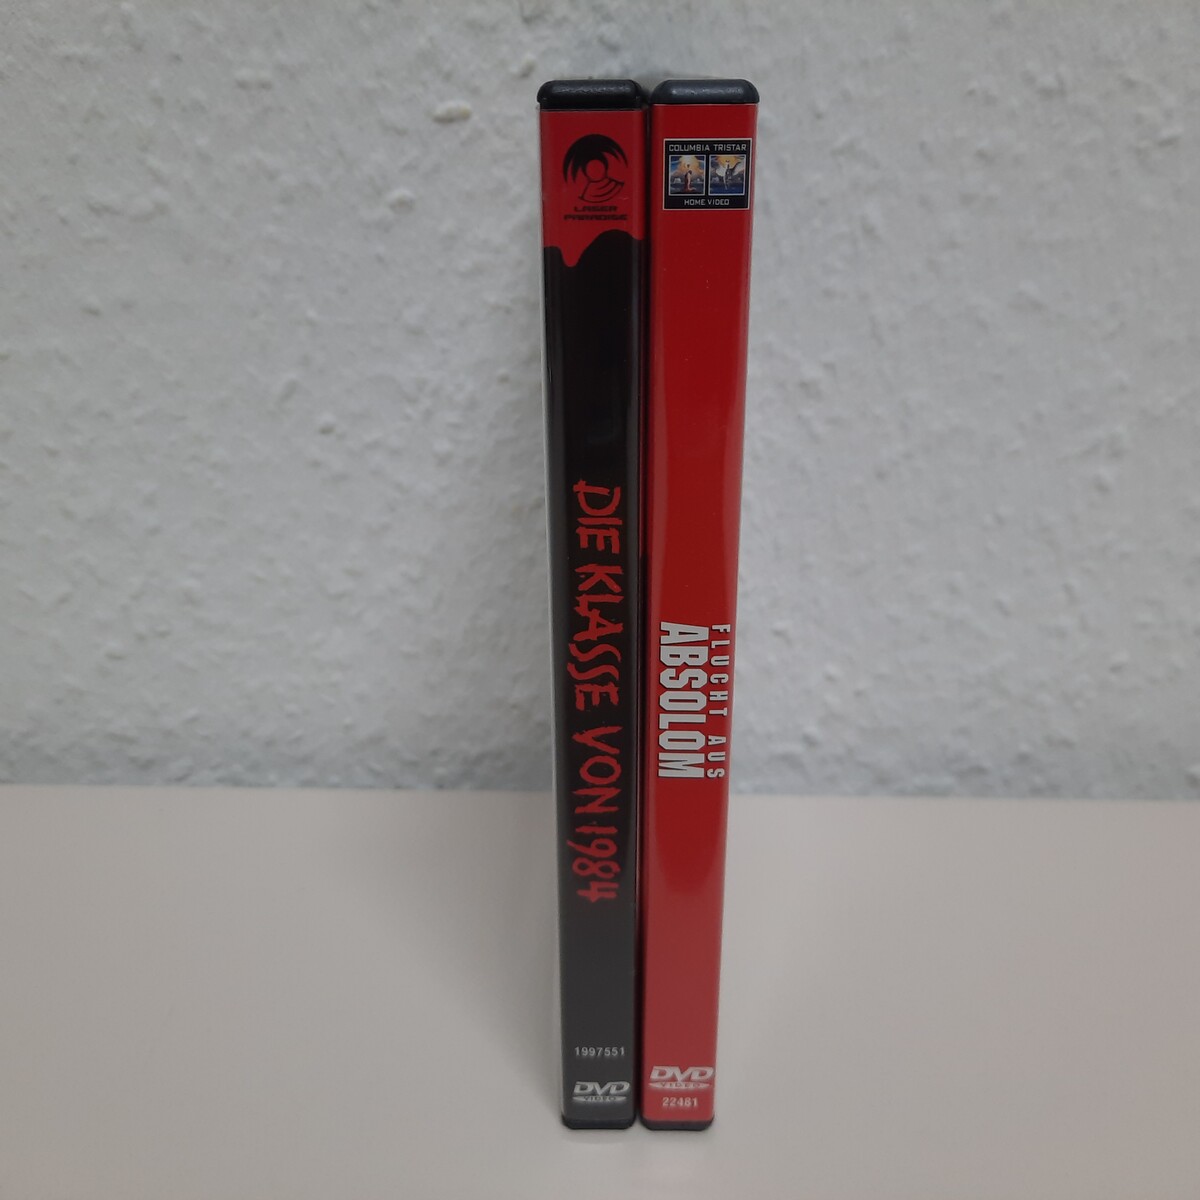 LASER
PARADISE
DIE KLASSE VON 1984
1997551
DVD
VIDEO
COLUMBIA TRISTAR
HOME VIDEO
FLUCHT AUS
ABSOLOM
DVD
VIDEO
22481